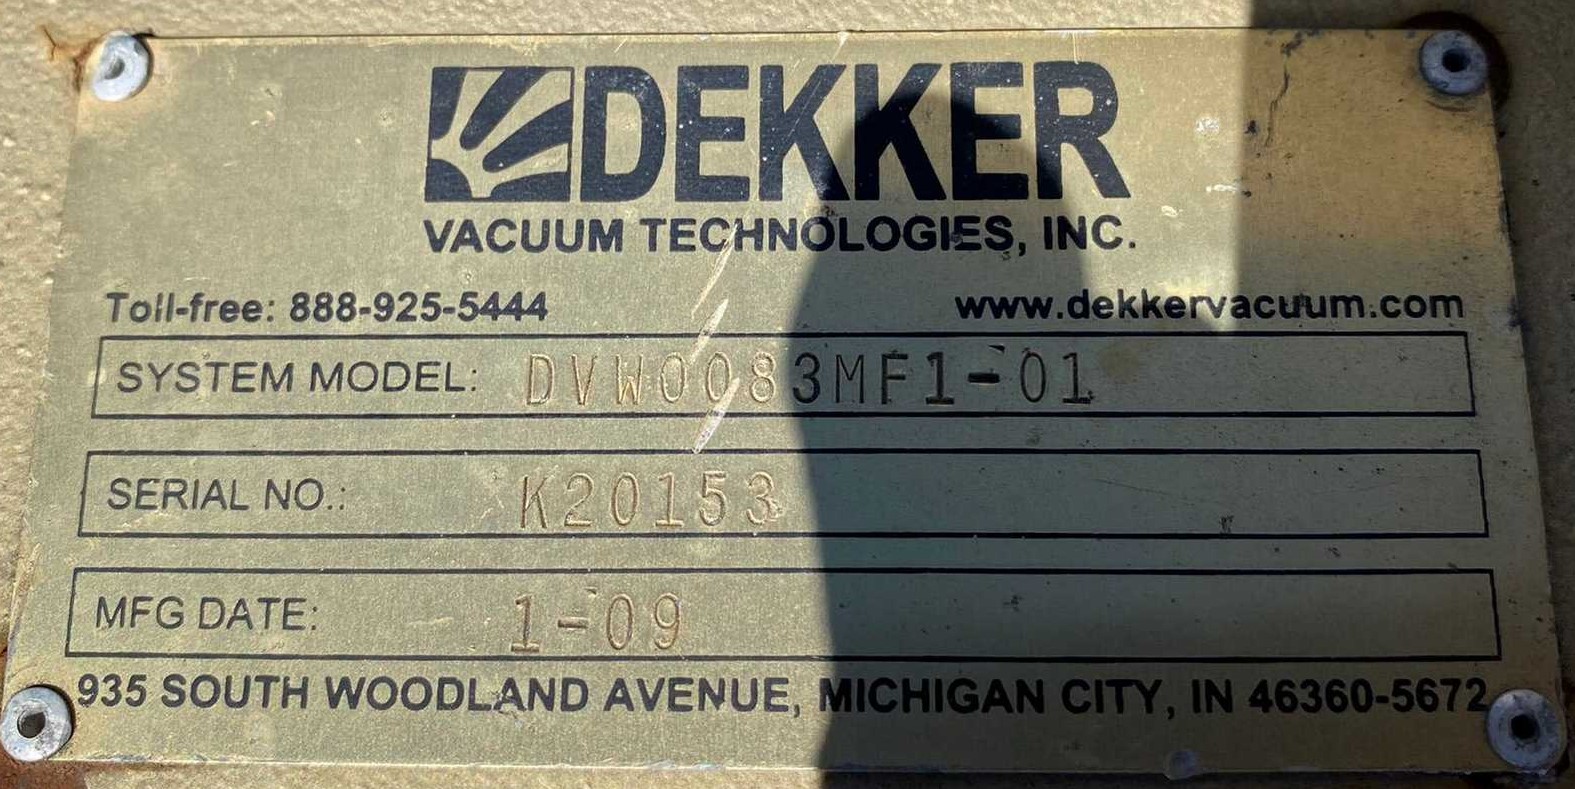 DEKKER
VACUUM TECHNOLOGIES, INC.
Toll-free: 888-925-5444 www.dekkervacuum.com
SYSTEM MODEL: DVW0083MF1-01
SERIAL NO.: K20153
MFG DATE: 1-09
935 SOUTH WOODLAND AVENUE, MICHIGAN CITY, IN 46360-5672